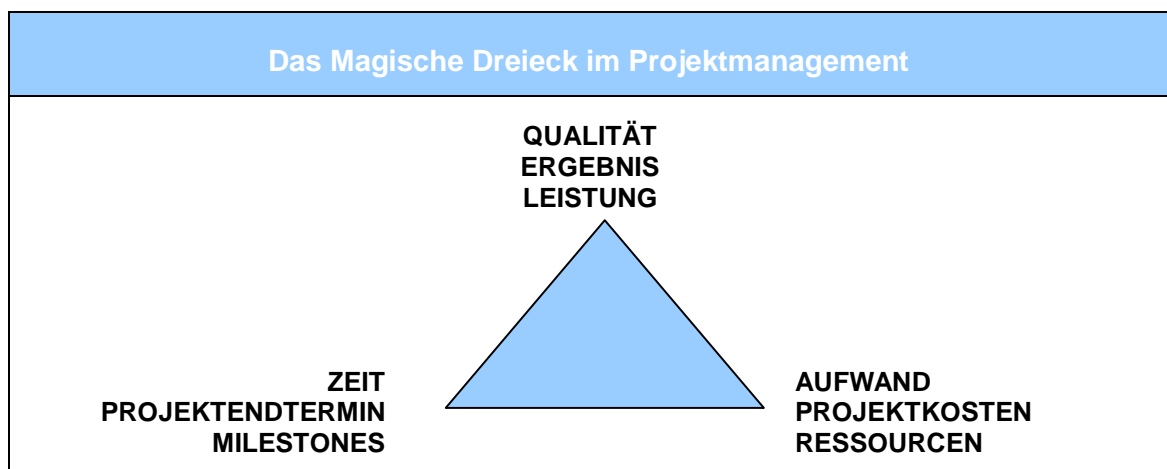 Das Magische Dreieck im Projektmanagement
QUALITÄT
ERGEBNIS
LEISTUNG
ZEIT
PROJEKTENDTERMIN
MILESTONES
AUFWAND
PROJEKTKOSTEN
RESSOURCEN